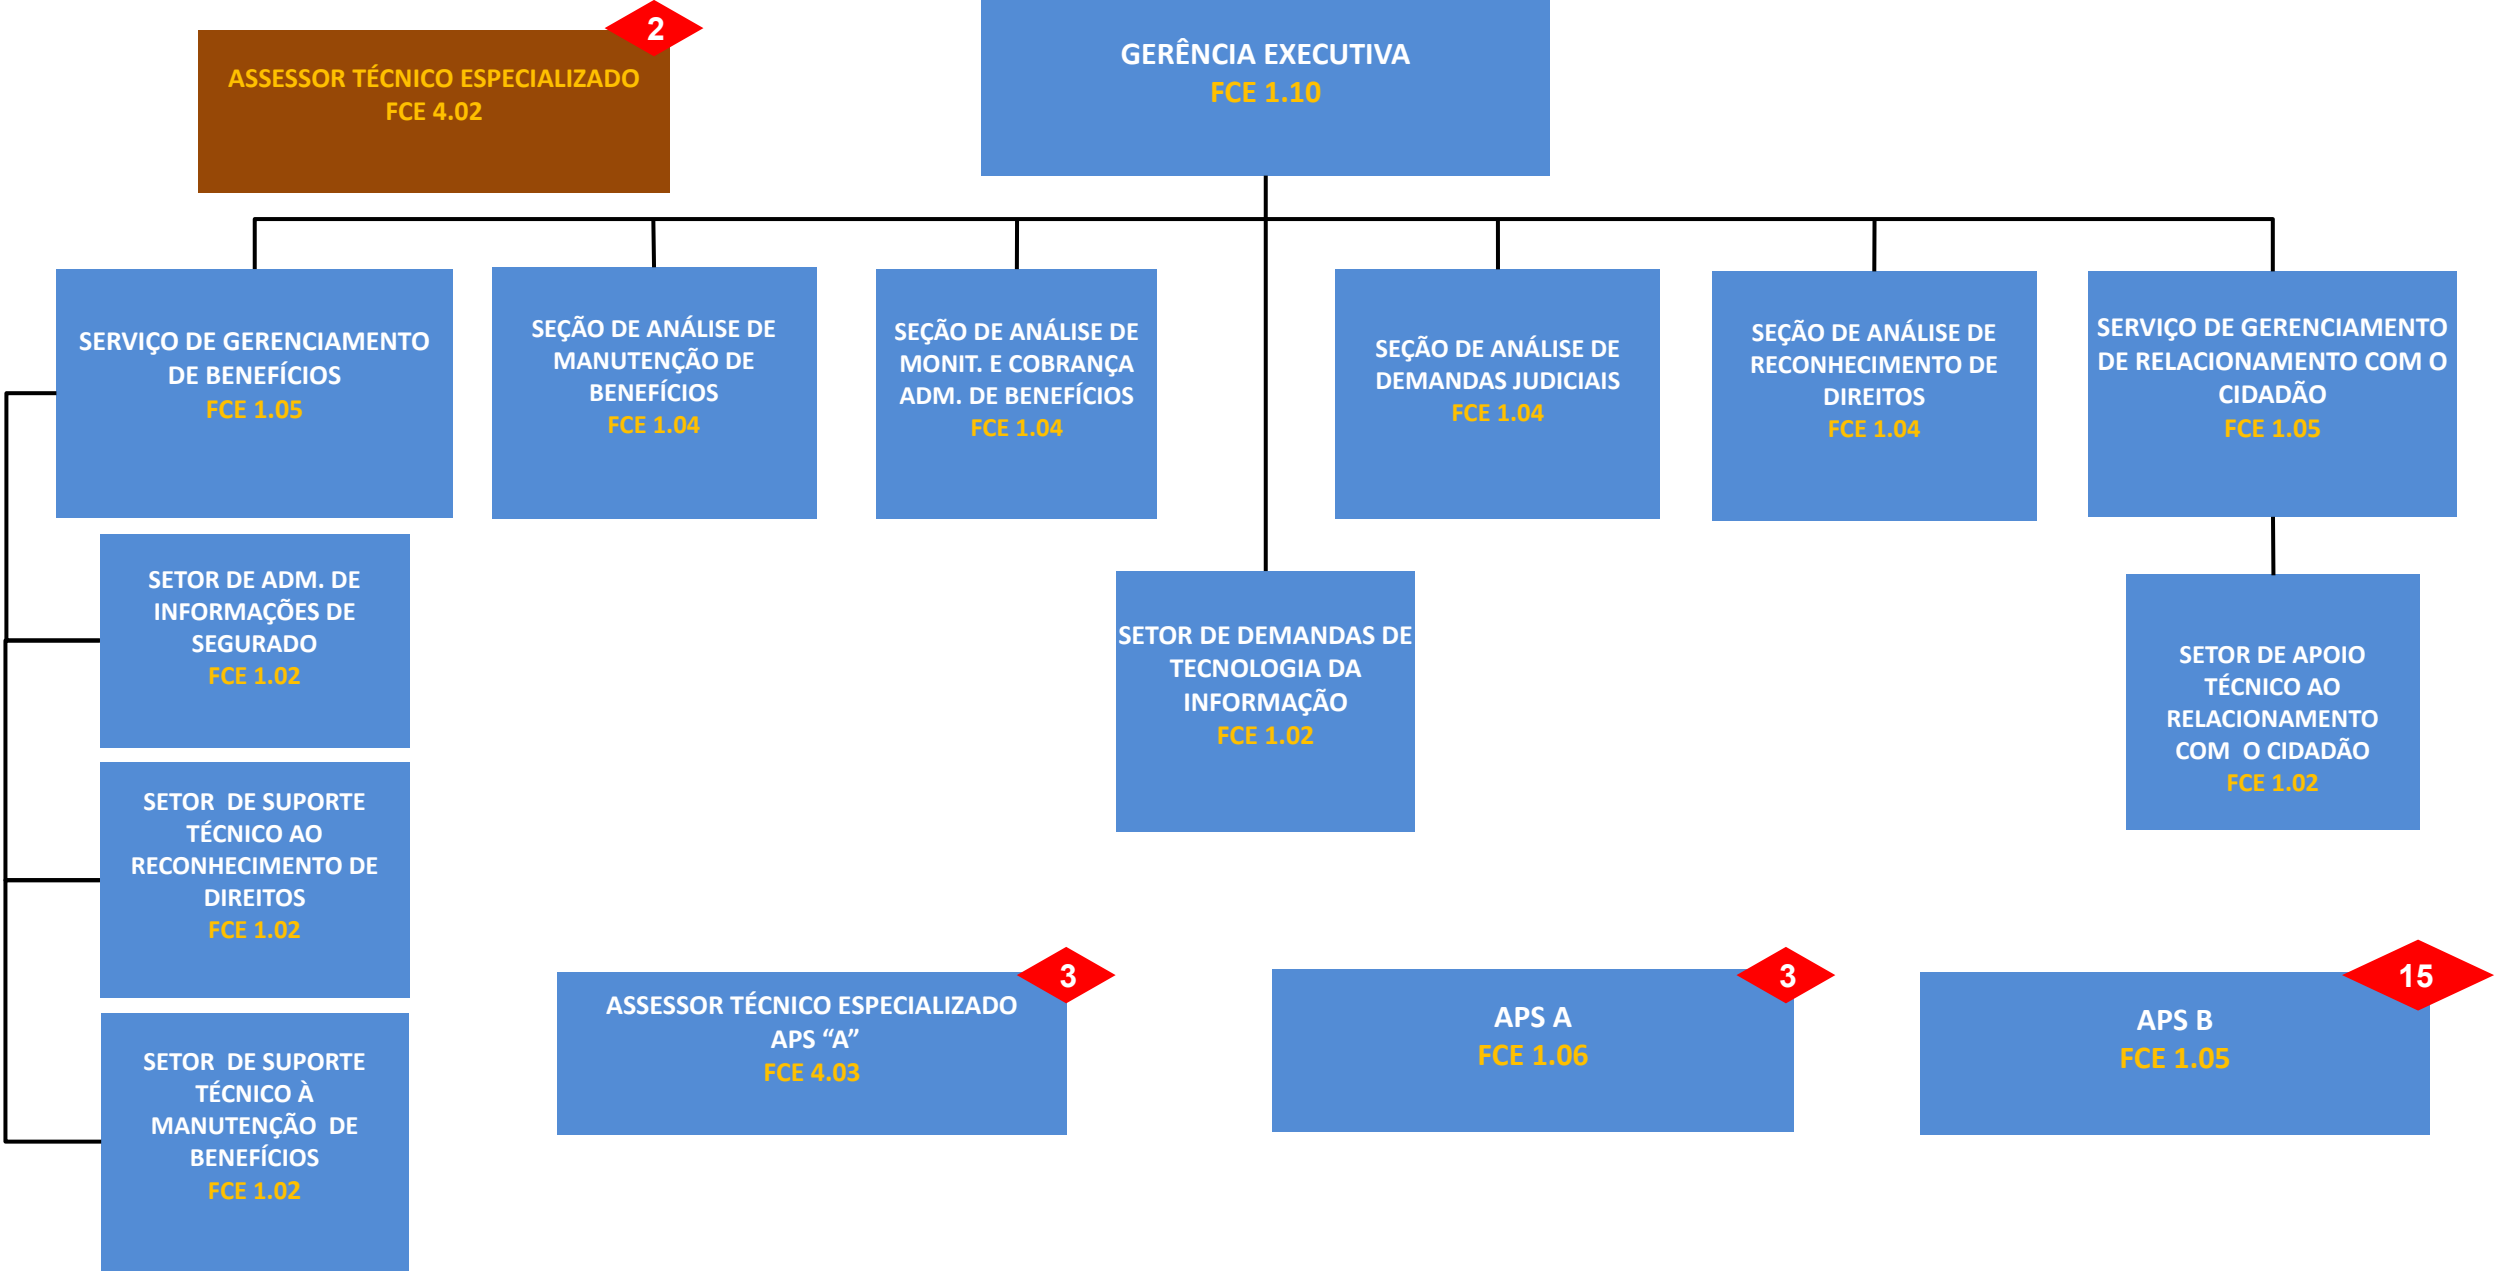 2
ASSESSOR TÉCNICO ESPECIALIZADO
FCE 4.02
GERÊNCIA EXECUTIVA
FCE 1.10
SERVIÇO DE GERENCIAMENTO
DE BENEFÍCIOS
FCE 1.05
SEÇÃO DE ANÁLISE DE
MANUTENÇÃO DE
BENEFÍCIOS
FCE 1.04
SEÇÃO DE ANÁLISE DE
MONIT. E COBRANÇA
ADM. DE BENEFÍCIOS
FCE 1.04
SEÇÃO DE ANÁLISE DE
DEMANDAS JUDICIAIS
FCE 1.04
SEÇÃO DE ANÁLISE DE
RECONHECIMENTO DE
DIREITOS
FCE 1.04
SERVIÇO DE GERENCIAMENTO
DE RELACIONAMENTO COM O
CIDADÃO
FCE 1.05
SETOR DE ADM. DE
INFORMAÇÕES DE
SEGURADO
FCE 1.02
SETOR DE DEMANDAS DE
TECNOLOGIA DA
INFORMAÇÃO
FCE 1.02
SETOR DE APOIO
TÉCNICO AO
RELACIONAMENTO
COM  O CIDADÃO
FCE 1.02
SETOR  DE SUPORTE
TÉCNICO AO
RECONHECIMENTO DE
DIREITOS
FCE 1.02
SETOR  DE SUPORTE
TÉCNICO À
MANUTENÇÃO  DE
BENEFÍCIOS
FCE 1.02
3
ASSESSOR TÉCNICO ESPECIALIZADO
APS “A”
FCE 4.03
3
APS A
FCE 1.06
15
APS B
FCE 1.05